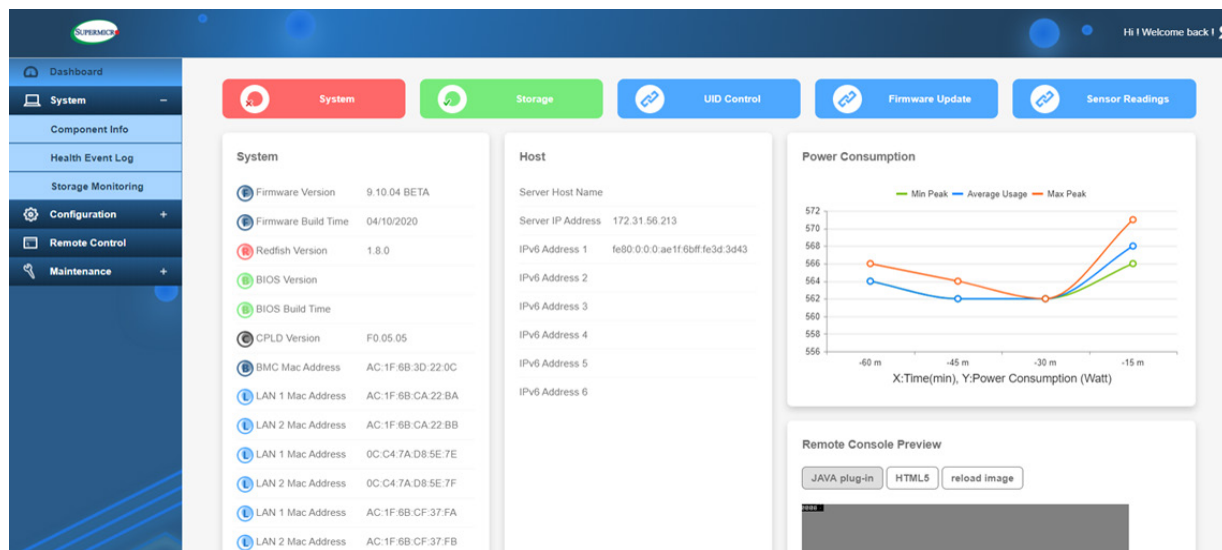 SUPERMICR
Hi ! Welcome back !
Dashboard
System −
Component Info
Health Event Log
Storage Monitoring
Configuration +
Remote Control
Maintenance +
System
Storage
UID Control
Firmware Update
Sensor Readings
System
Firmware Version 9.10.04 BETA
Firmware Build Time 04/10/2020
Redfish Version 1.8.0
BIOS Version
BIOS Build Time
CPLD Version F0.05.05
BMC Mac Address AC:1F:6B:3D:22:0C
LAN 1 Mac Address AC:1F:6B:CA:22:BA
LAN 2 Mac Address AC:1F:6B:CA:22:BB
LAN 1 Mac Address 0C:C4:7A:D8:5E:7E
LAN 2 Mac Address 0C:C4:7A:D8:5E:7F
LAN 1 Mac Address AC:1F:6B:CF:37:FA
LAN 2 Mac Address AC:1F:6B:CF:37:FB
Host
Server Host Name
Server IP Address 172.31.56.213
IPv6 Address 1 fe80:0:0:0:ae1f:6bff:fe3d:3d43
IPv6 Address 2
IPv6 Address 3
IPv6 Address 4
IPv6 Address 5
IPv6 Address 6
Power Consumption
Min Peak Average Usage Max Peak
572
570
568
566
564
562
560
558
556
-60 m -45 m -30 m -15 m
X:Time(min), Y:Power Consumption (Watt)
Remote Console Preview
JAVA plug-in HTML5 reload image